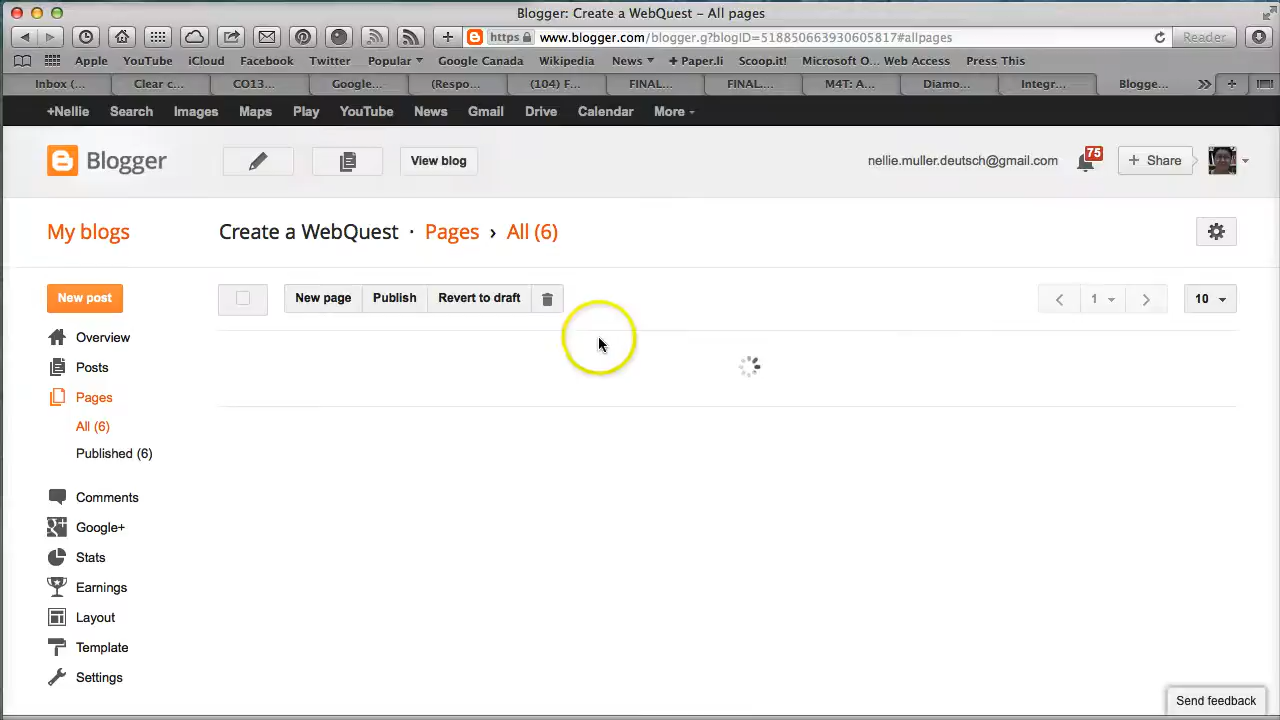 Blogger: Create a WebQuest – All pages
https www.blogger.com/blogger.g?blogID=518850663930605817#allpages Reader
Apple YouTube iCloud Facebook Twitter Popular Google Canada Wikipedia News + Paper.li Scoop.it! Microsoft O... Web Access Press This
Inbox (... Clear c... CO13... Google... (Respo... (104) F... FINAL... FINAL... M4T: A... Diamo... Integr... Blogge...
+Nellie Search Images Maps Play YouTube News Gmail Drive Calendar More
Blogger View blog nellie.muller.deutsch@gmail.com 75 + Share
My blogs Create a WebQuest · Pages › All (6)
New post New page Publish Revert to draft 1 10
Overview
Posts
Pages
All (6)
Published (6)
Comments
Google+
Stats
Earnings
Layout
Template
Settings
Send feedback